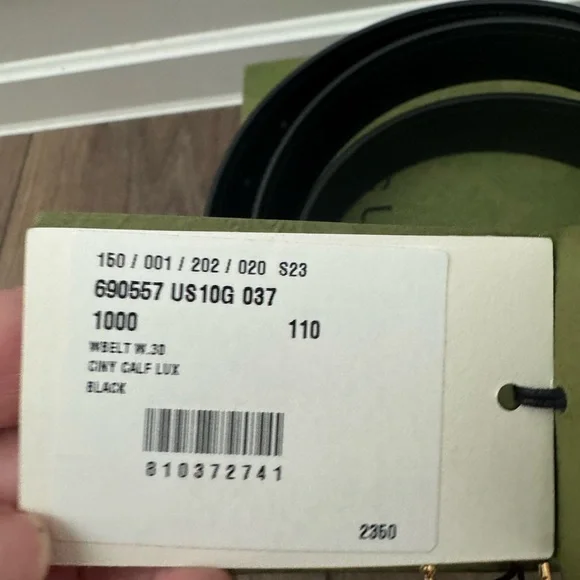 150 / 001 / 202 / 020 S23
690557 US10G 037
1000 110
WBELT W.30
CINY CALF LUX
BLACK
810372741
2350